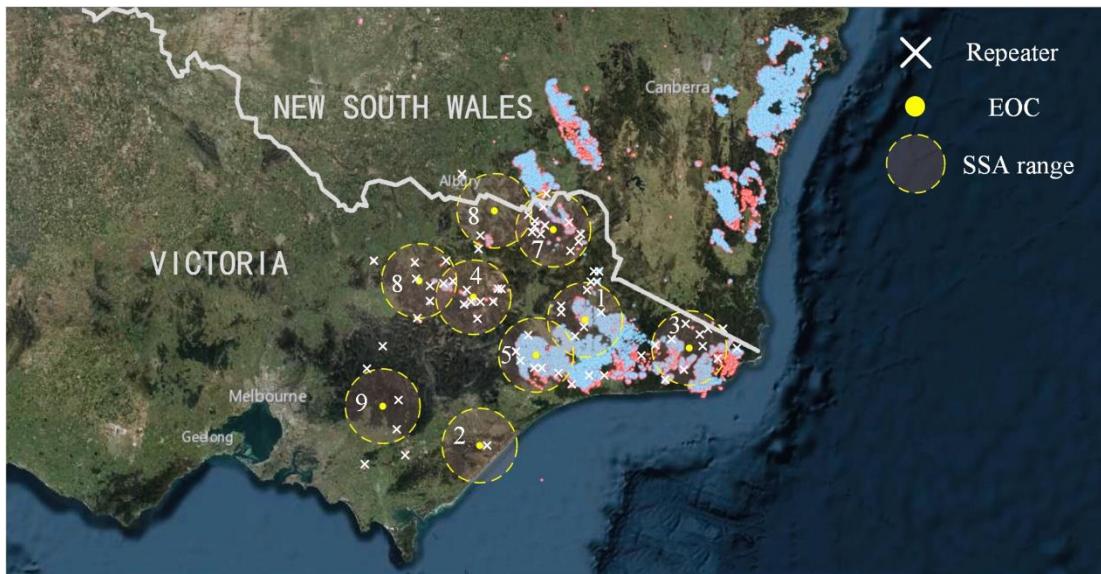 Repeater
Canberra
NEW SOUTH WALES
EOC
SSA range
Albury
8
7
VICTORIA
8
4
1
3
5
Melbourne
9
2
Geelong